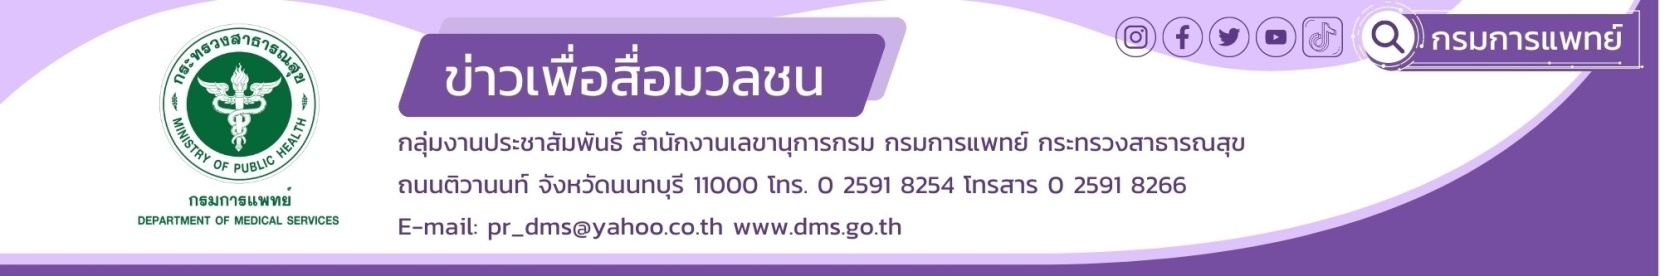 กระทรวงสาธารณสุข
MINISTRY OF PUBLIC HEALTH
กรมการแพทย์
DEPARTMENT OF MEDICAL SERVICES
ข่าวเพื่อสื่อมวลชน
กรมการแพทย์
กลุ่มงานประชาสัมพันธ์ สำนักงานเลขานุการกรม กรมการแพทย์ กระทรวงสาธารณสุข
ถนนติวานนท์ จังหวัดนนทบุรี 11000 โทร. 0 2591 8254 โทรสาร 0 2591 8266
E-mail: pr_dms@yahoo.co.th www.dms.go.th